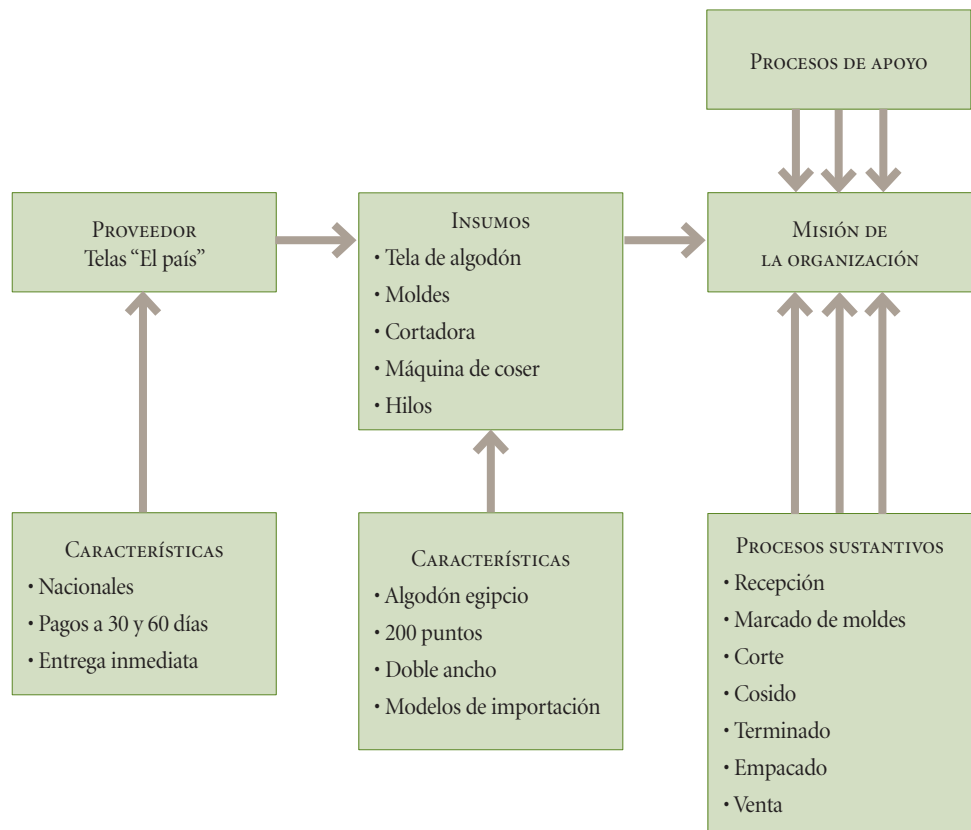 Procesos de apoyo
Proveedor
Telas “El país”
Insumos
• Tela de algodón
• Moldes
• Cortadora
• Máquina de coser
• Hilos
Misión de
la organización
Característícas
• Nacionales
• Pagos a 30 y 60 días
• Entrega inmediata
Característícas
• Algodón egipcio
• 200 puntos
• Doble ancho
• Modelos de importación
Procesos sustantivos
• Recepción
• Marcado de moldes
• Corte
• Cosido
• Terminado
• Empacado
• Venta